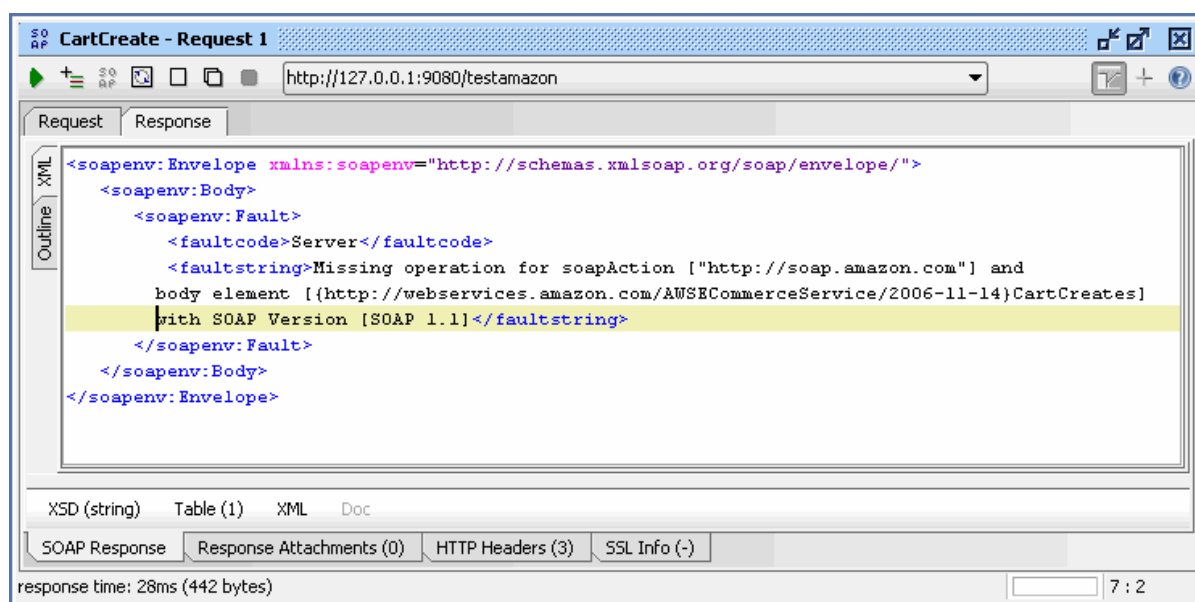 SO AP CartCreate - Request 1
SO AP http://127.0.0.1:9080/testamazon
Request Response
XML
Outline
<soapenv:Envelope xmlns:soapenv="http://schemas.xmlsoap.org/soap/envelope/">
<soapenv:Body>
<soapenv:Fault>
<faultcode>Server</faultcode>
<faultstring>Missing operation for soapAction ["http://soap.amazon.com"] and
body element [{http://webservices.amazon.com/AWSECommerceService/2006-11-14}CartCreates]
with SOAP Version [SOAP 1.1]</faultstring>
</soapenv:Fault>
</soapenv:Body>
</soapenv:Envelope>
XSD (string) Table (1) XML Doc
SOAP Response Response Attachments (0) HTTP Headers (3) SSL Info (-)
response time: 28ms (442 bytes) 7 : 2